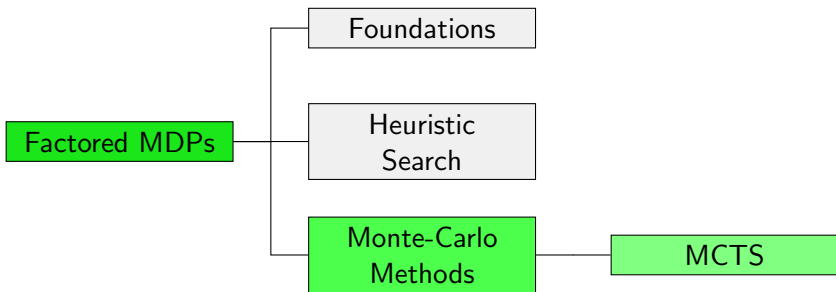 Foundations
Factored MDPs
Heuristic
Search
Monte-Carlo
Methods
MCTS